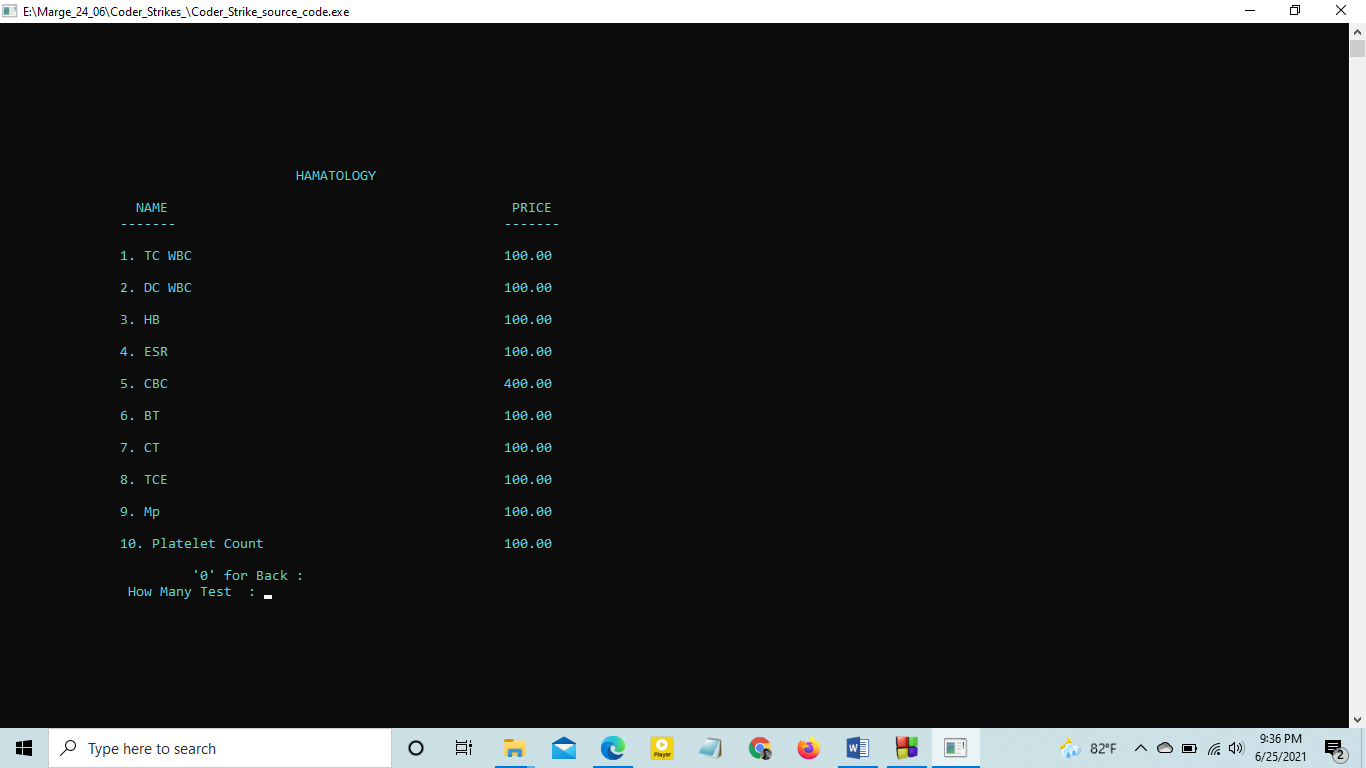 E:\Marge_24_06\Coder_Strikes_\Coder_Strike_source_code.exe
HAMATOLOGY
NAME PRICE
------- -------
1. TC WBC 100.00
2. DC WBC 100.00
3. HB 100.00
4. ESR 100.00
5. CBC 400.00
6. BT 100.00
7. CT 100.00
8. TCE 100.00
9. Mp 100.00
10. Platelet Count 100.00
'0' for Back :
How Many Test :
Type here to search
Player
82°F
9:36 PM
6/25/2021
2